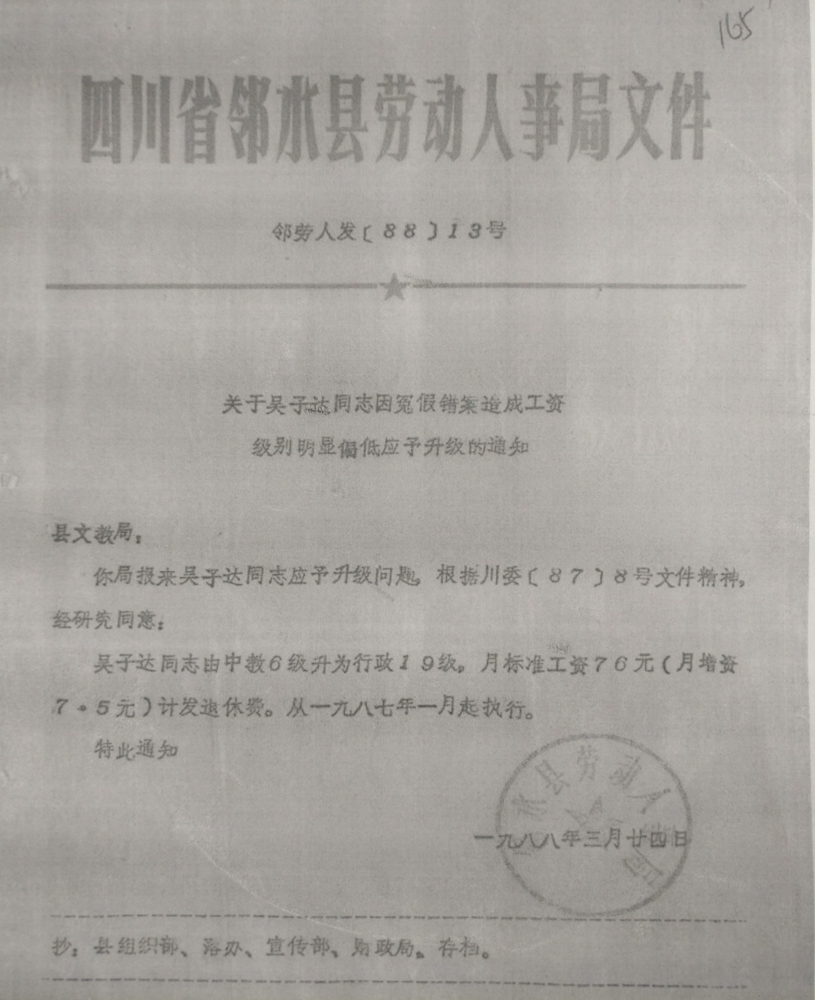 165
四川省邻水县劳动人事局文件
邻劳人发〔88〕13号
关于吴子达同志因冤假错案造成工资
级别明显偏低应予升级的通知
县文教局：
你局报来吴子达同志应予升级问题，根据川委〔87〕8号文件精神，
经研究同意：
吴子达同志由中教6级升为行政19级，月标准工资76元（月增资
7·5元）计发退休费。从一九八七年一月起执行。
特此通知
水县劳动人事局
一九八八年三月廿四日
抄：县组织部、落办、宣传部、财政局、存档。